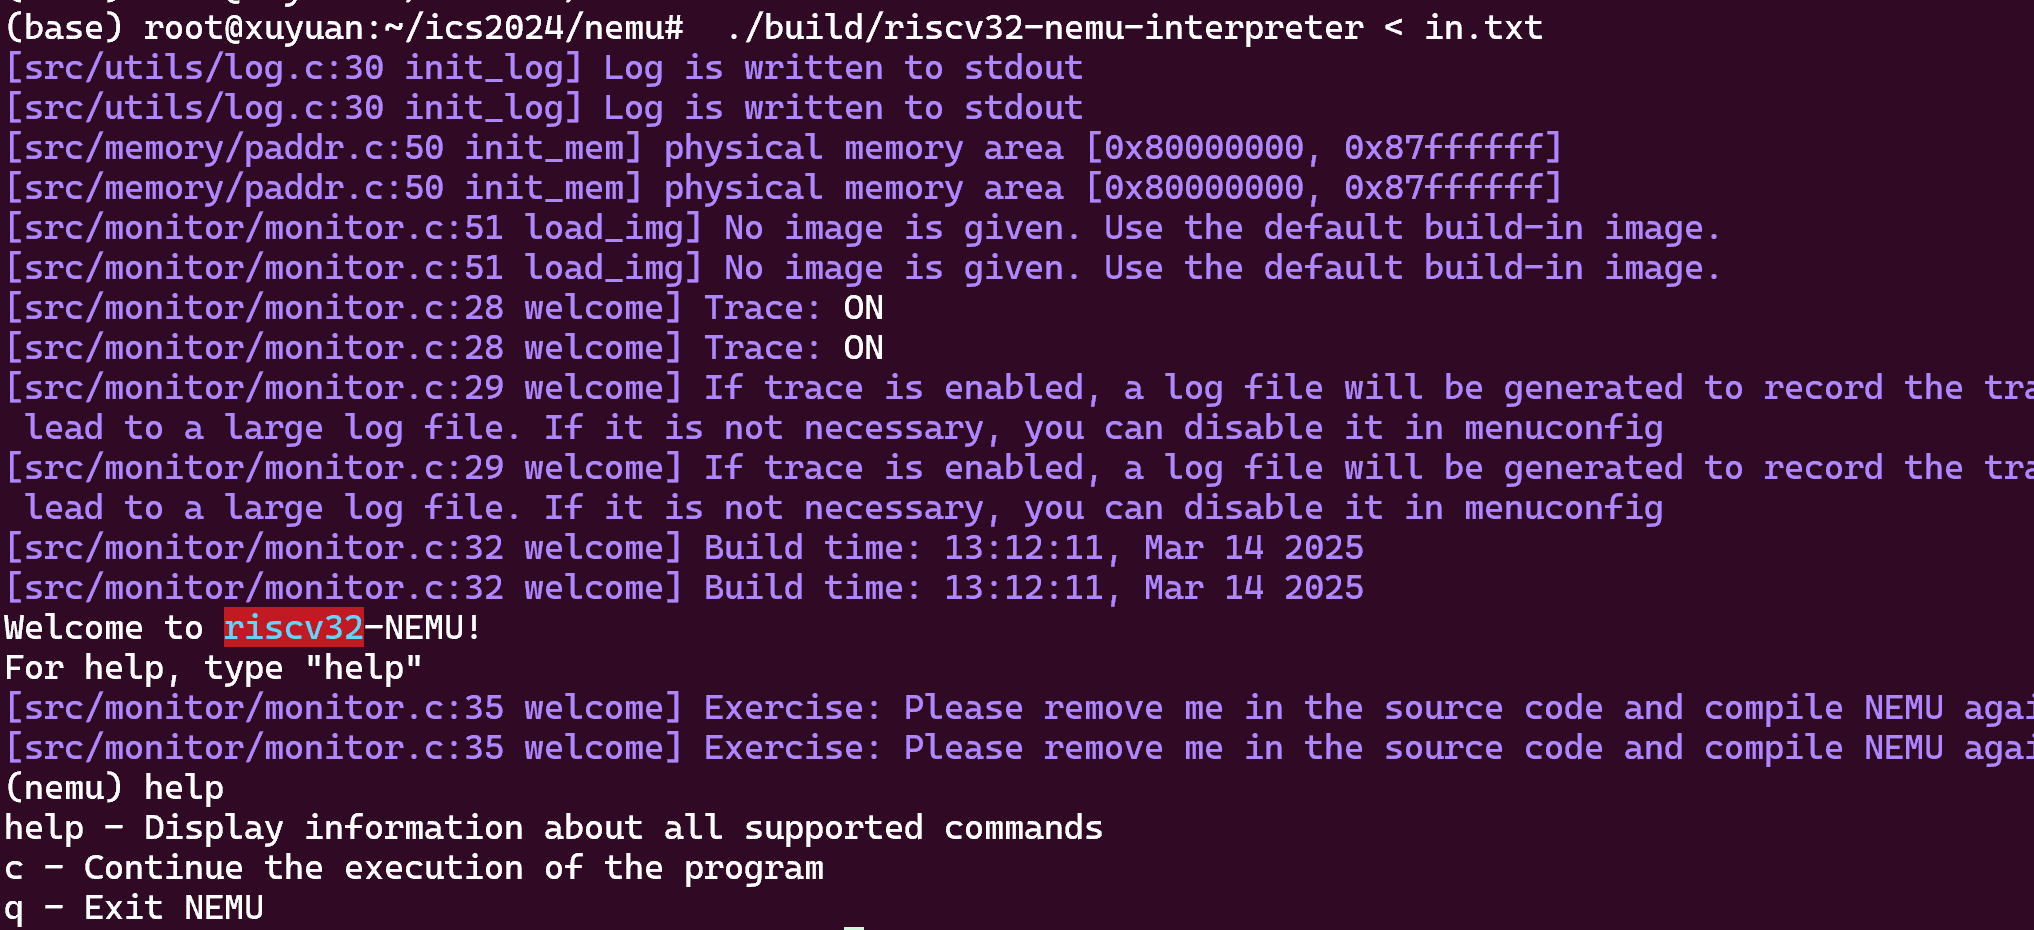 (base) root@xuyuan:~/ics2024/nemu#  ./build/riscv32-nemu-interpreter < in.txt
[src/utils/log.c:30 init_log] Log is written to stdout
[src/utils/log.c:30 init_log] Log is written to stdout
[src/memory/paddr.c:50 init_mem] physical memory area [0x80000000, 0x87ffffff]
[src/memory/paddr.c:50 init_mem] physical memory area [0x80000000, 0x87ffffff]
[src/monitor/monitor.c:51 load_img] No image is given. Use the default build-in image.
[src/monitor/monitor.c:51 load_img] No image is given. Use the default build-in image.
[src/monitor/monitor.c:28 welcome] Trace: ON
[src/monitor/monitor.c:28 welcome] Trace: ON
[src/monitor/monitor.c:29 welcome] If trace is enabled, a log file will be generated to record the
 lead to a large log file. If it is not necessary, you can disable it in menuconfig
[src/monitor/monitor.c:29 welcome] If trace is enabled, a log file will be generated to record the
 lead to a large log file. If it is not necessary, you can disable it in menuconfig
[src/monitor/monitor.c:32 welcome] Build time: 13:12:11, Mar 14 2025
[src/monitor/monitor.c:32 welcome] Build time: 13:12:11, Mar 14 2025
Welcome to riscv32-NEMU!
For help, type "help"
[src/monitor/monitor.c:35 welcome] Exercise: Please remove me in the source code and compile NEMU
[src/monitor/monitor.c:35 welcome] Exercise: Please remove me in the source code and compile NEMU
(nemu) help
help - Display information about all supported commands
c - Continue the execution of the program
q - Exit NEMU